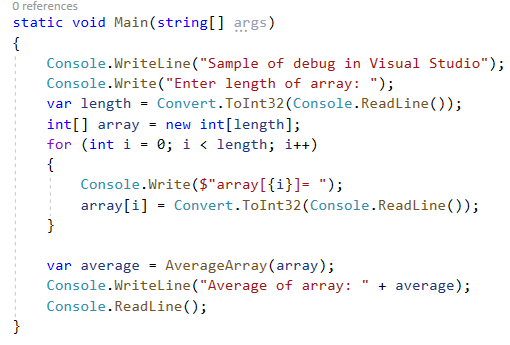 0 references
static void Main(string[] args)
{
Console.WriteLine("Sample of debug in Visual Studio");
Console.Write("Enter length of array: ");
var length = Convert.ToInt32(Console.ReadLine());
int[] array = new int[length];
for (int i = 0; i < length; i++)
{
Console.Write($"array[{i}]= ");
array[i] = Convert.ToInt32(Console.ReadLine());
}
var average = AverageArray(array);
Console.WriteLine("Average of array: " + average);
Console.ReadLine();
}